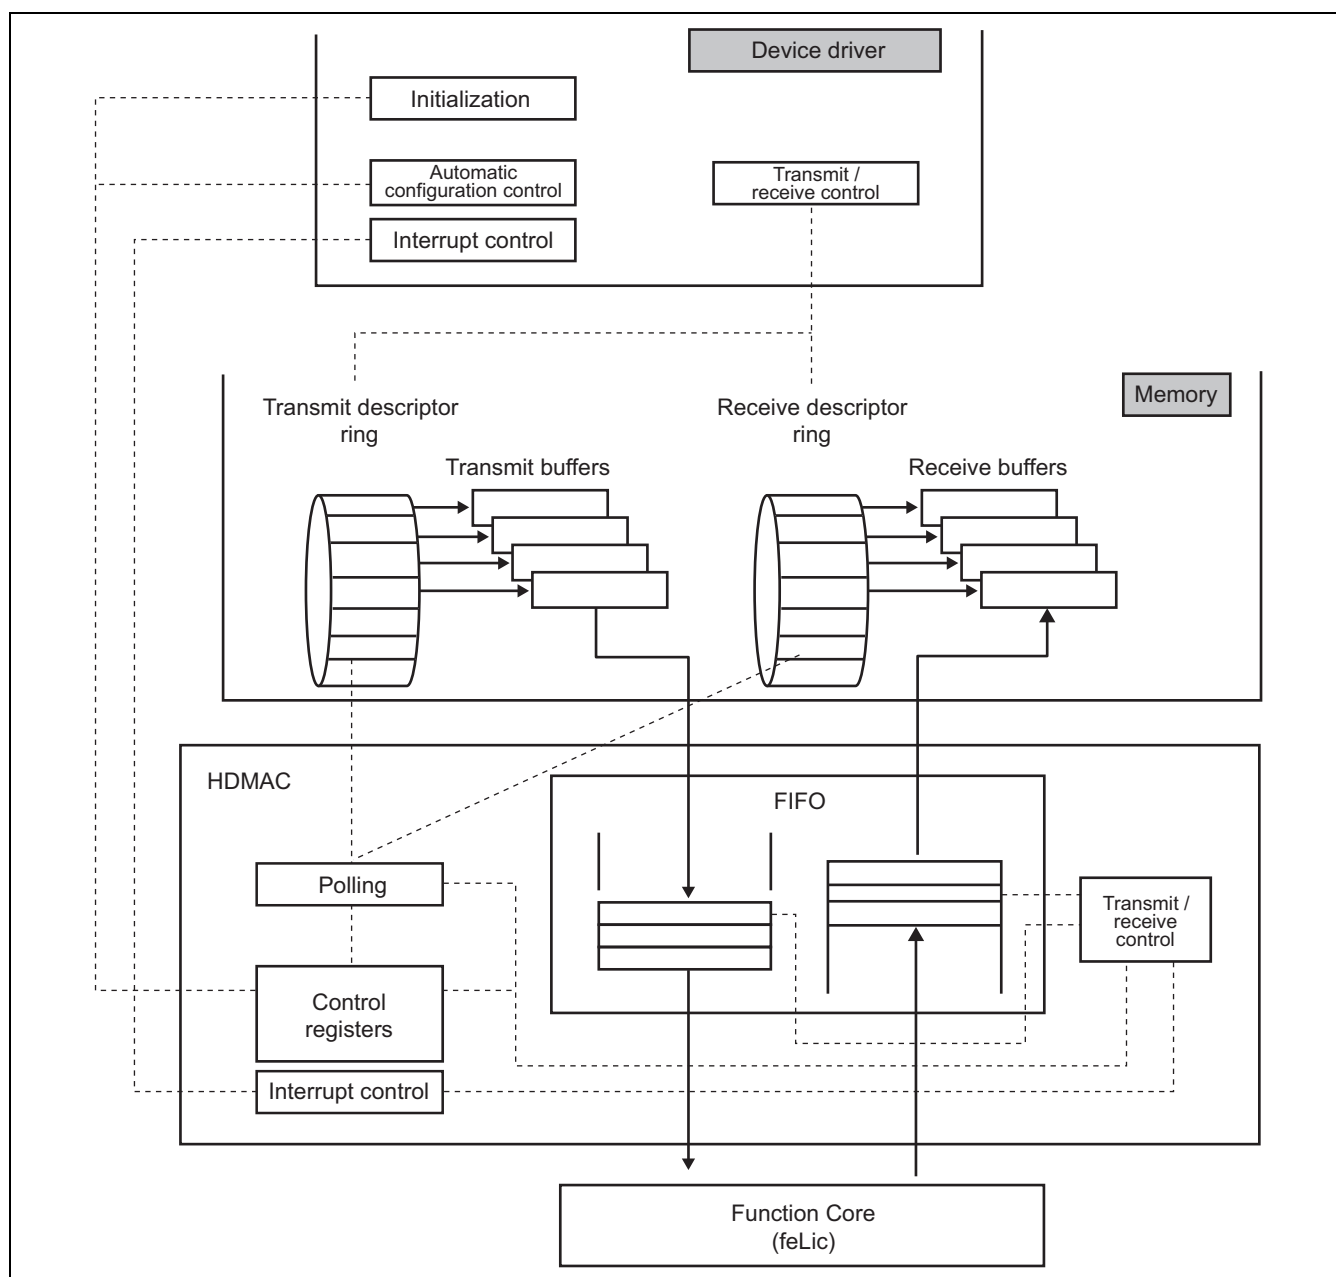 Device driver
Initialization
Automatic
configuration control
Transmit /
receive control
Interrupt control
Memory
Transmit descriptor
ring
Receive descriptor
ring
Transmit buffers
Receive buffers
HDMAC
FIFO
Polling
Transmit /
receive
control
Control
registers
Interrupt control
Function Core
(feLic)